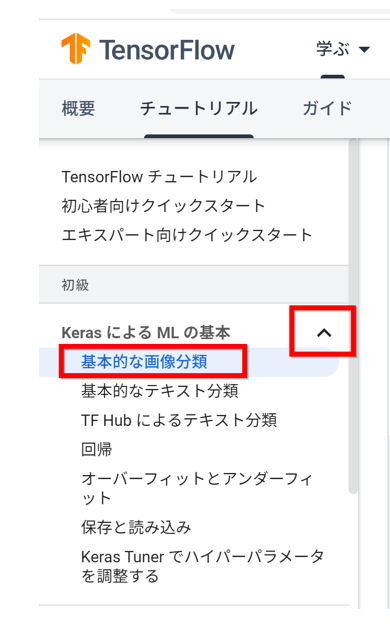 TensorFlow
学ぶ
概要 チュートリアル ガイド
TensorFlow チュートリアル
初心者向けクイックスタート
エキスパート向けクイックスタート
初級
Keras による ML の基本
基本的な画像分類
基本的なテキスト分類
TF Hub によるテキスト分類
回帰
オーバーフィットとアンダーフィ
ット
保存と読み込み
Keras Tuner でハイパーパラメータ
を調整する